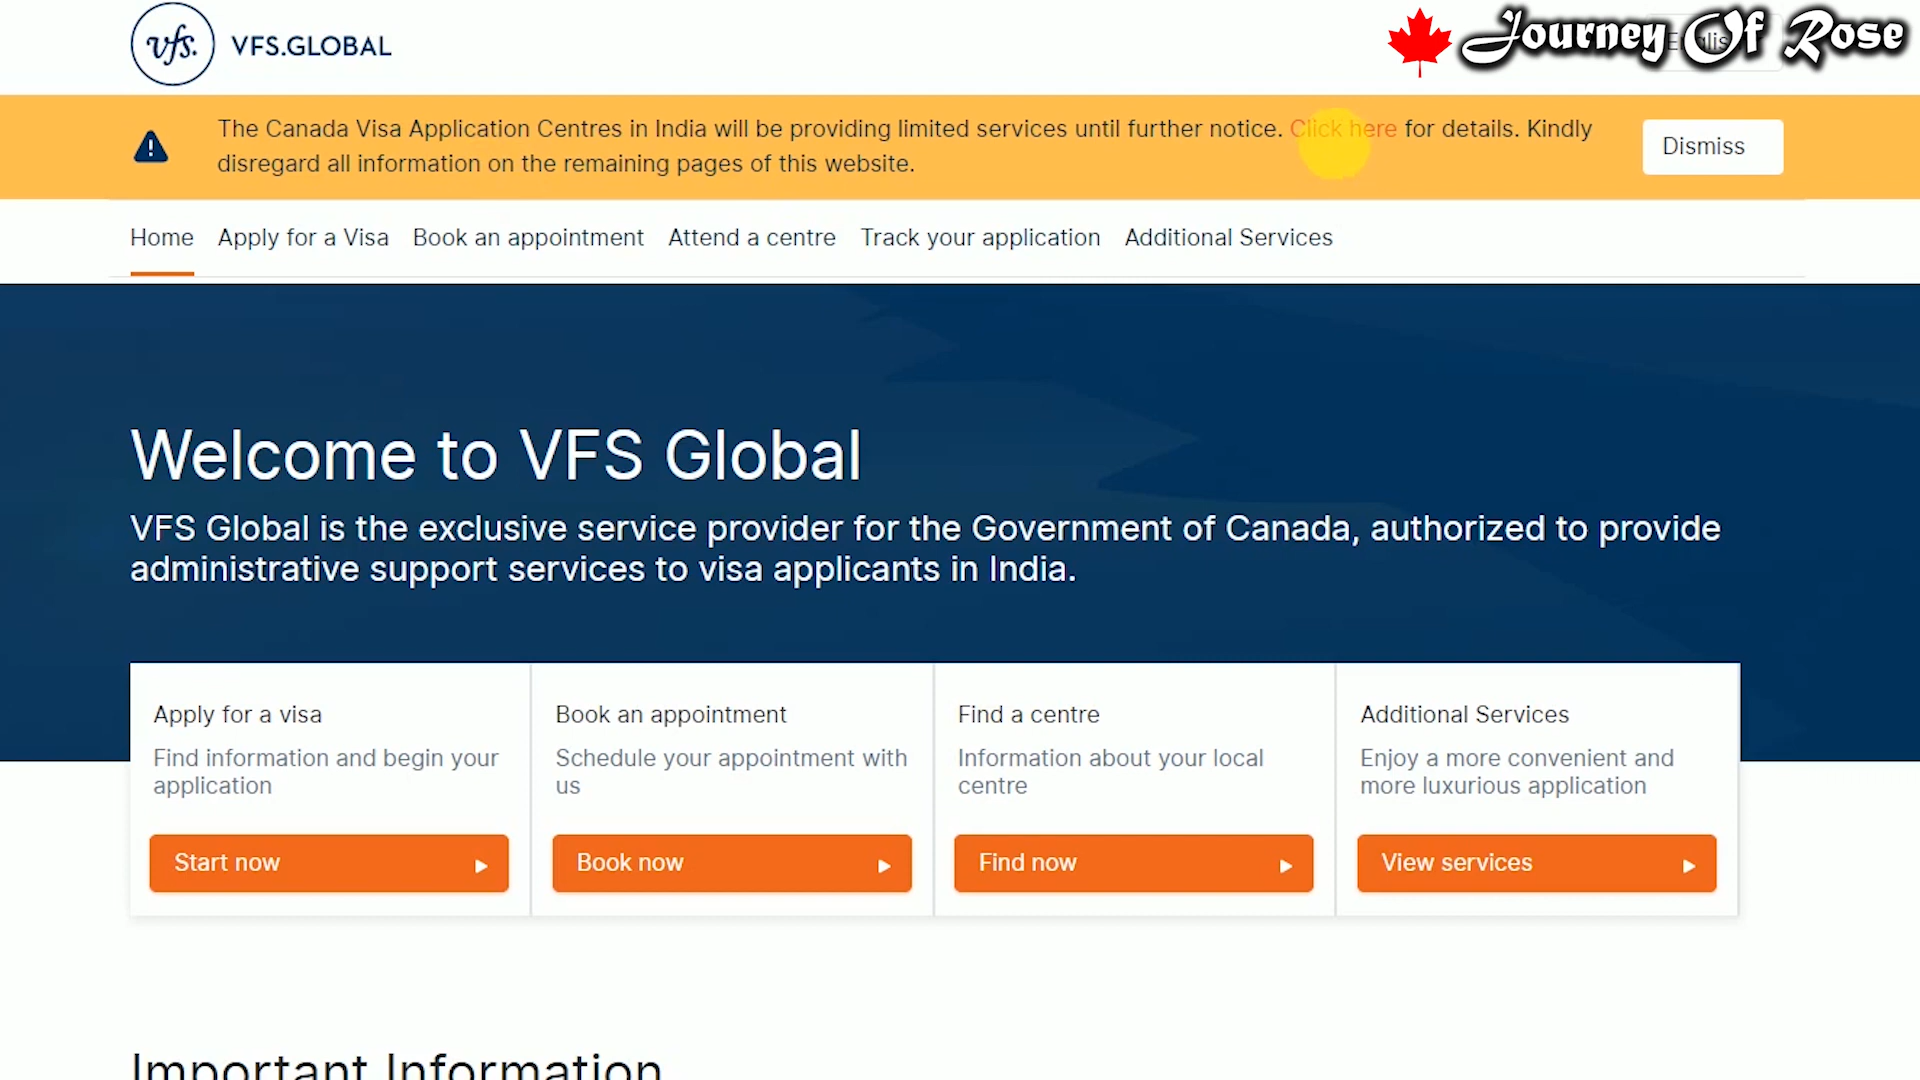 vfs. VFS.GLOBAL
Journey Of Rose
The Canada Visa Application Centres in India will be providing limited services until further notice. Click here for details. Kindly
disregard all information on the remaining pages of this website.
Dismiss
Home Apply for a Visa Book an appointment Attend a centre Track your application Additional Services
Welcome to VFS Global
VFS Global is the exclusive service provider for the Government of Canada, authorized to provide
administrative support services to visa applicants in India.
Apply for a visa
Find information and begin your
application
Start now
Book an appointment
Schedule your appointment with
us
Book now
Find a centre
Information about your local
centre
Find now
Additional Services
Enjoy a more convenient and
more luxurious application
View services
Important Information